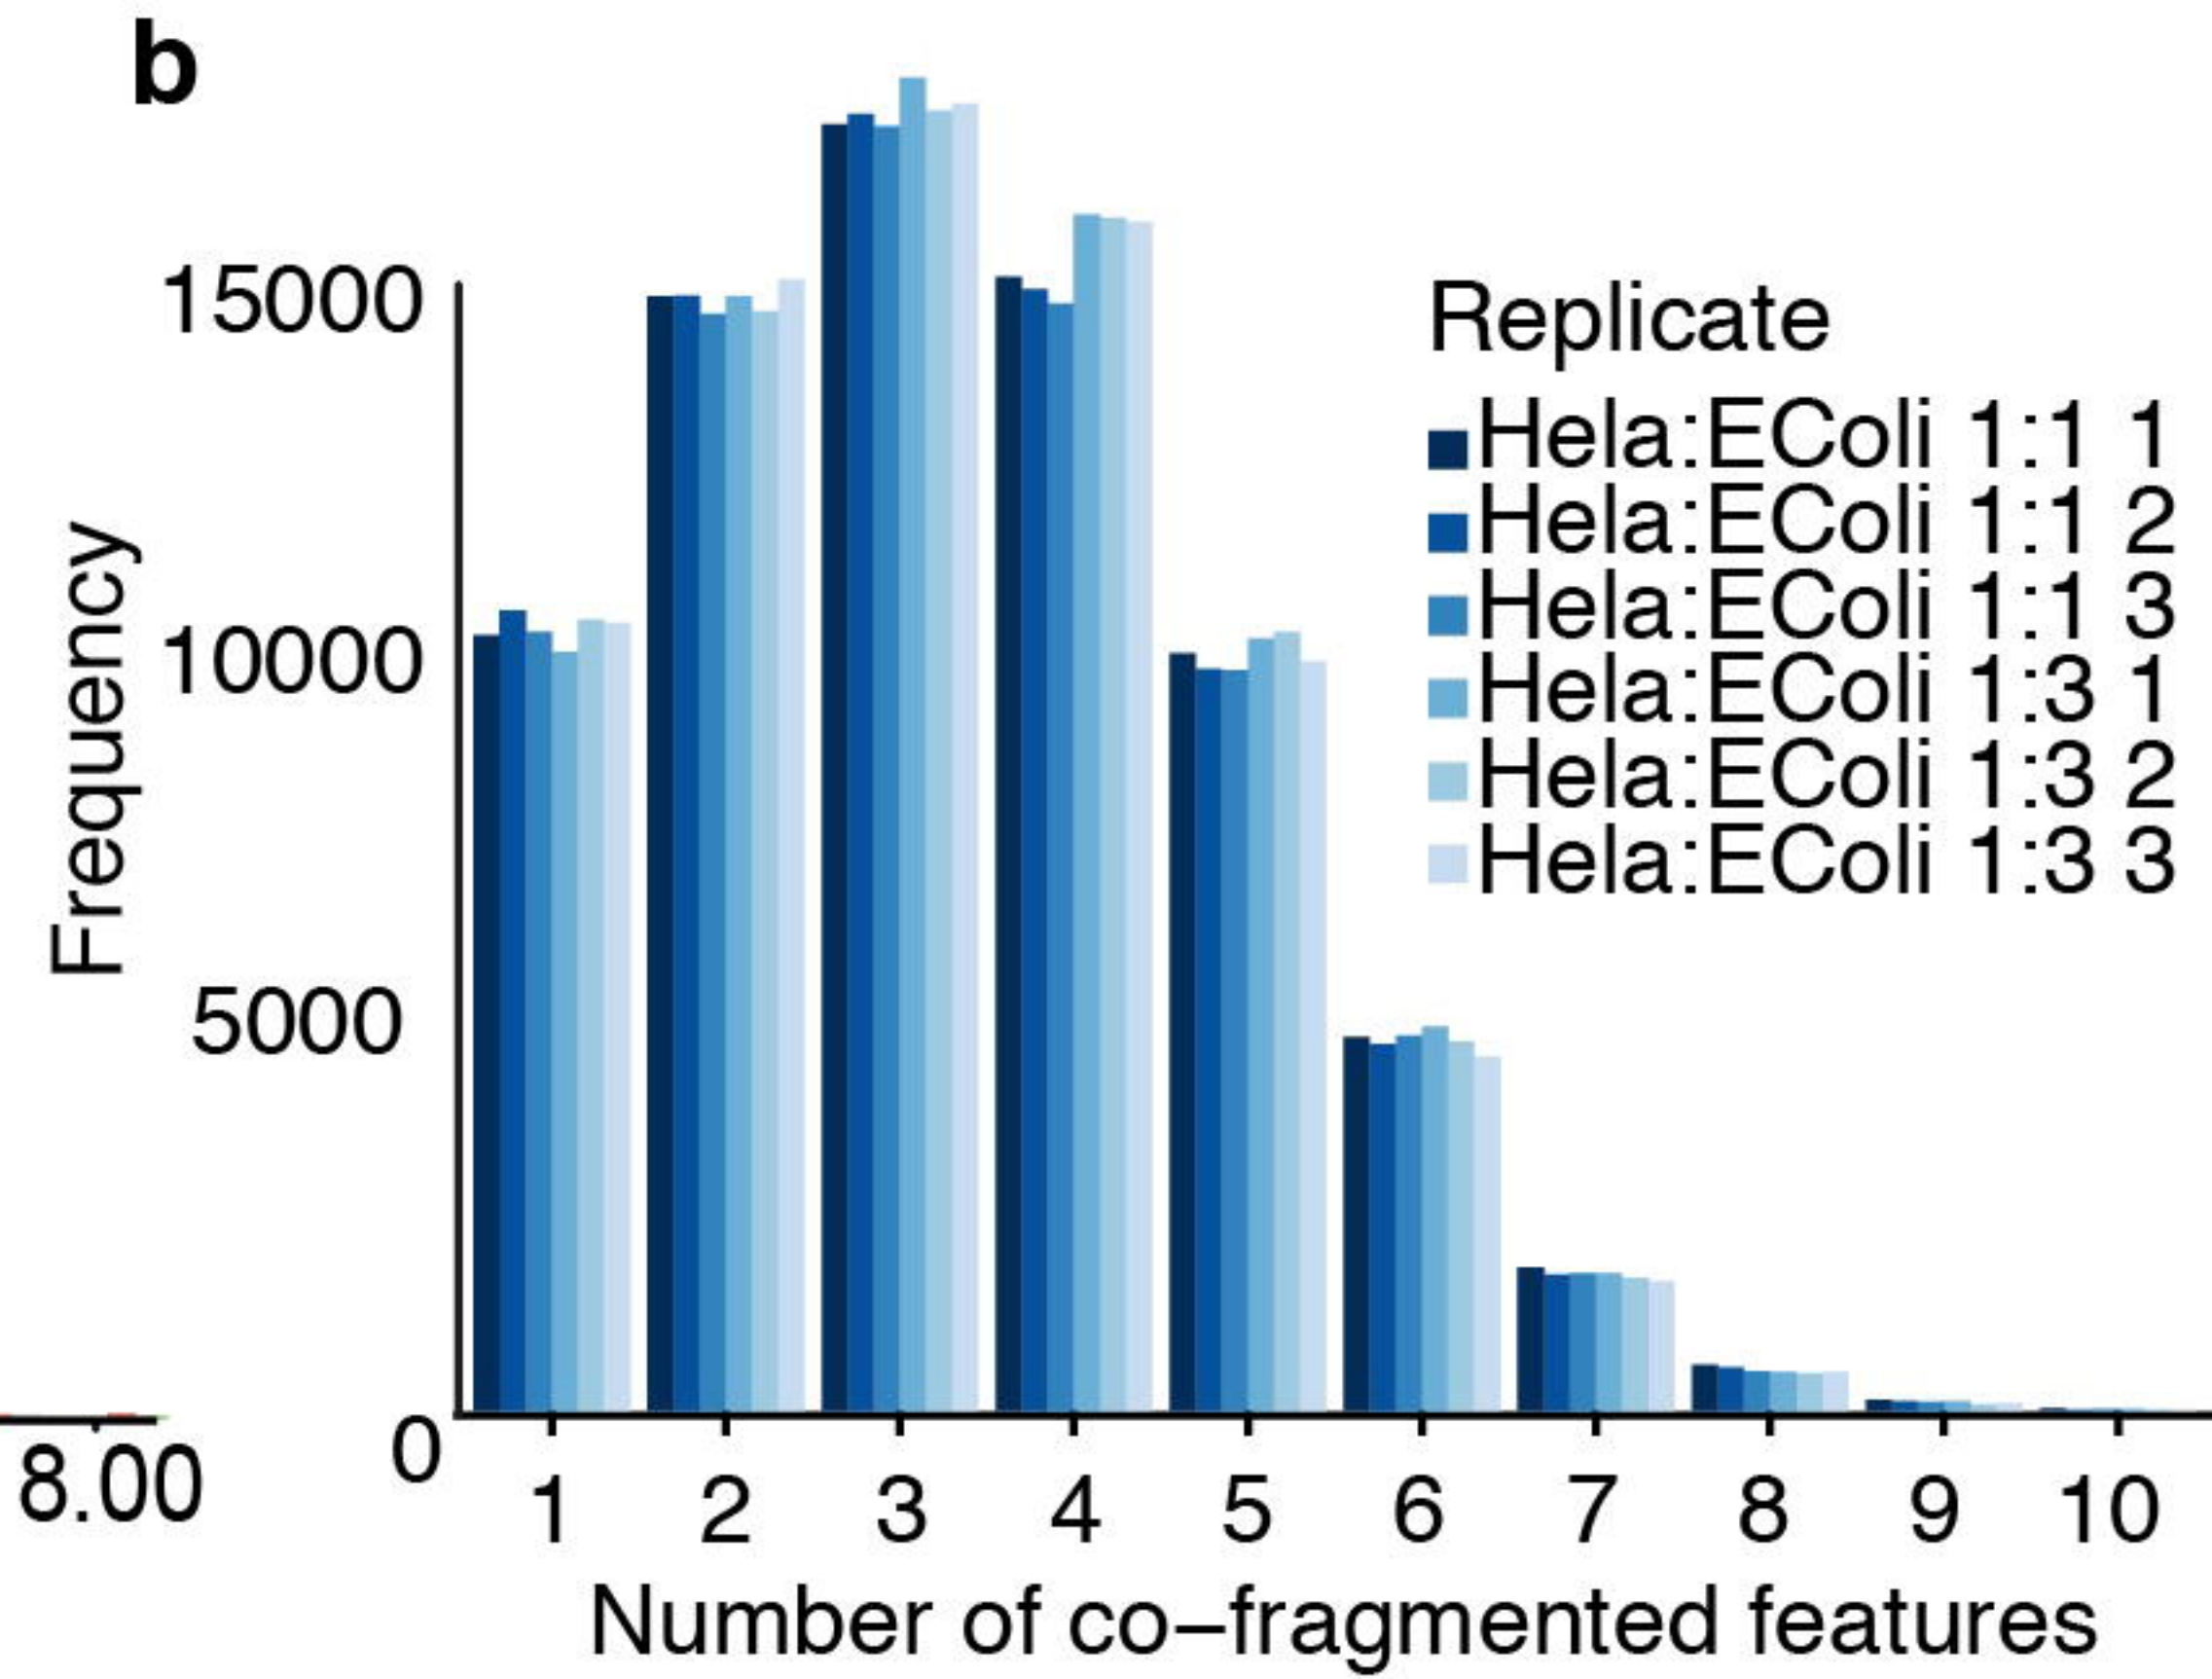 b
15000
10000
5000
0
Frequency
Replicate
Hela:EColi 1:1 1
Hela:EColi 1:1 2
Hela:EColi 1:1 3
Hela:EColi 1:3 1
Hela:EColi 1:3 2
Hela:EColi 1:3 3
8.00
1 2 3 4 5 6 7 8 9 10
Number of co−fragmented features